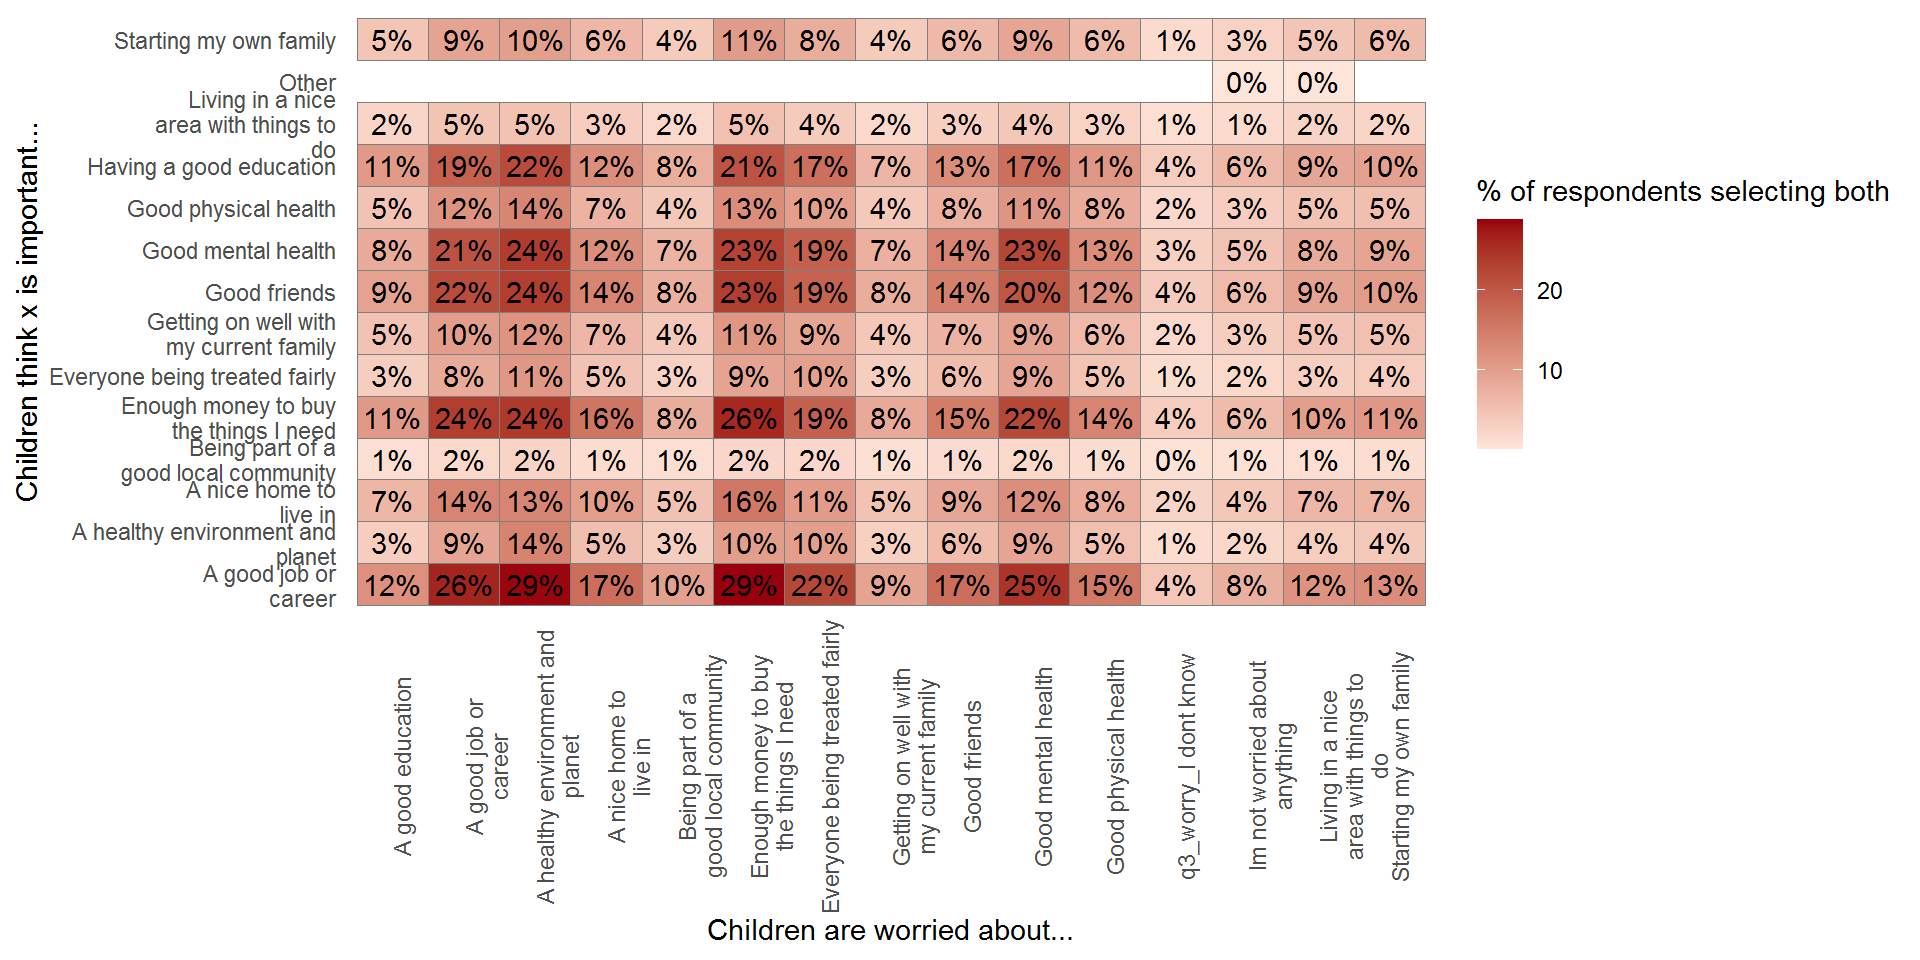 Starting my own family
5% 9% 10% 6% 4% 11% 8% 4% 6% 9% 6% 1% 3% 5% 6%
Other
0% 0%
Living in a nice
area with things to
do
2% 5% 5% 3% 2% 5% 4% 2% 3% 4% 3% 1% 1% 2% 2%
Having a good education
11% 19% 22% 12% 8% 21% 17% 7% 13% 17% 11% 4% 6% 9% 10%
Good physical health
5% 12% 14% 7% 4% 13% 10% 4% 8% 11% 8% 2% 3% 5% 5%
Good mental health
8% 21% 24% 12% 7% 23% 19% 7% 14% 23% 13% 3% 5% 8% 9%
Good friends
9% 22% 24% 14% 8% 23% 19% 8% 14% 20% 12% 4% 6% 9% 10%
Getting on well with
my current family
5% 10% 12% 7% 4% 11% 9% 4% 7% 9% 6% 2% 3% 5% 5%
Everyone being treated fairly
3% 8% 11% 5% 3% 9% 10% 3% 6% 9% 5% 1% 2% 3% 4%
Enough money to buy
the things I need
11% 24% 24% 16% 8% 26% 19% 8% 15% 22% 14% 4% 6% 10% 11%
Being part of a
good local community
1% 2% 2% 1% 1% 2% 2% 1% 1% 2% 1% 0% 1% 1% 1%
A nice home to
live in
7% 14% 13% 10% 5% 16% 11% 5% 9% 12% 8% 2% 4% 7% 7%
A healthy environment and
planet
3% 9% 14% 5% 3% 10% 10% 3% 6% 9% 5% 1% 2% 4% 4%
A good job or
career
12% 26% 29% 17% 10% 29% 22% 9% 17% 25% 15% 4% 8% 12% 13%
Children think x is important...
A good education
A good job or
career
A healthy environment and
planet
A nice home to
live in
Being part of a
good local community
Enough money to buy
the things I need
Everyone being treated fairly
Getting on well with
my current family
Good friends
Good mental health
Good physical health
q3_worry_I dont know
Im not worried about
anything
Living in a nice
area with things to
do
Starting my own family
Children are worried about...
% of respondents selecting both
20
10